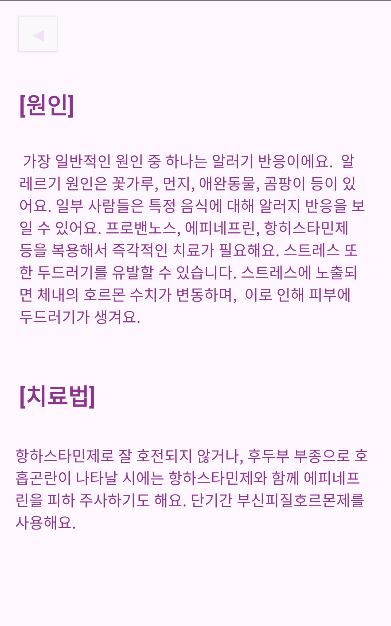 [원인]
가장 일반적인 원인 중 하나는 알러기 반응이에요. 알
레르기 원인은 꽃가루, 먼지, 애완동물, 곰팡이 등이 있
어요. 일부 사람들은 특정 음식에 대해 알러지 반응을 보
일 수 있어요. 프로밴노스, 에피네프린, 항히스타민제
등을 복용해서 즉각적인 치료가 필요해요. 스트레스 또
한 두드러기를 유발할 수 있습니다. 스트레스에 노출되
면 체내의 호르몬 수치가 변동하며, 이로 인해 피부에
두드러기가 생겨요.
[치료법]
항하스타민제로 잘 호전되지 않거나, 후두부 부종으로 호
흡곤란이 나타날 시에는 항하스타민제와 함께 에피네프
린을 피하 주사하기도 해요. 단기간 부신피질호르몬제를
사용해요.